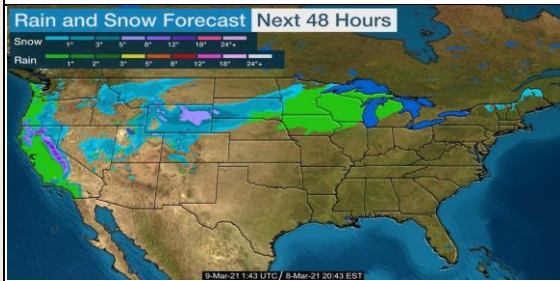 Rain and Snow Forecast Next 48 Hours
Snow
1" 3" 5" 8" 12" 18" 24"+
Rain
1" 2" 3" 5" 8" 12" 18" 24"+
9-Mar-21 1:43 UTC / 8-Mar-21 20:43 EST